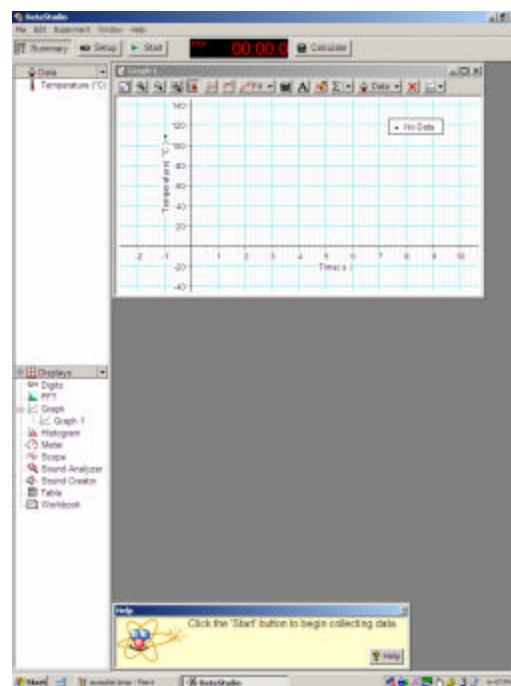 DataStudio
File Edit Experiment Window Help
Summary Setup Start 00:00.0 Calculate
Data
Temperature (°C)
Graph 1
Fit A Σ Data
140
120
No Data
100
80
60
40
20
-2 -1 1 2 3 4 5 6 7 8 9 10
-20
-40
Temperature( °C )
Time( s )
Displays
Digits
FFT
Graph
Graph 1
Histogram
Meter
Scope
Sound Analyzer
Sound Creator
Table
Workbook
Help
Click the 'Start' button to begin collecting data.
Help
Start
DataStudio